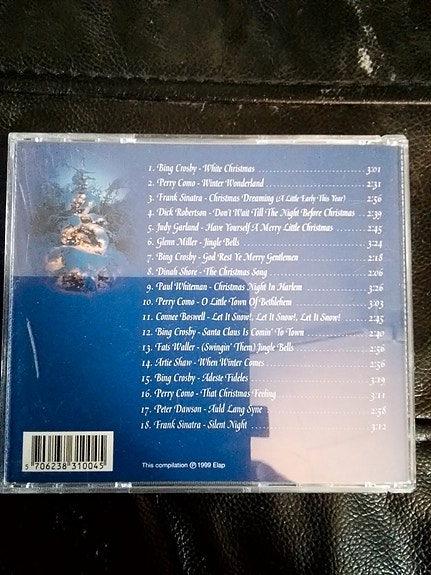 1. Bing Crosby - White Christmas 3:01
2. Perry Como - Winter Wonderland 2:31
3. Frank Sinatra - Christmas Dreaming (A Little Early This Year) 2:56
4. Dick Robertson - Don't Wait Till The Night Before Christmas 2:39
5. Judy Garland - Have Yourself A Merry Little Christmas 2:45
6. Glenn Miller - Jingle Bells 3:24
7. Bing Crosby - God Rest Ye Merry Gentlemen 2:18
8. Dinah Shore - The Christmas Song 2:06
9. Paul Whiteman - Christmas Night In Harlem 3:26
10. Perry Como - O Little Town Of Bethlehem 3:03
11. Connee Boswell - Let It Snow!, Let It Snow!, Let It Snow! 2:45
12. Bing Crosby - Santa Claus Is Comin' To Town 2:40
13. Fats Waller - (Swingin' Them) Jingle Bells 2:56
14. Artie Shaw - When Winter Comes 2:56
15. Bing Crosby - Adeste Fideles 3:19
16. Perry Como - That Christmas Feeling 3:11
17. Peter Dawson - Auld Lang Syne 2:58
18. Frank Sinatra - Silent Night 3:12
5 706238 310045
This compilation ℗ 1999 Elap